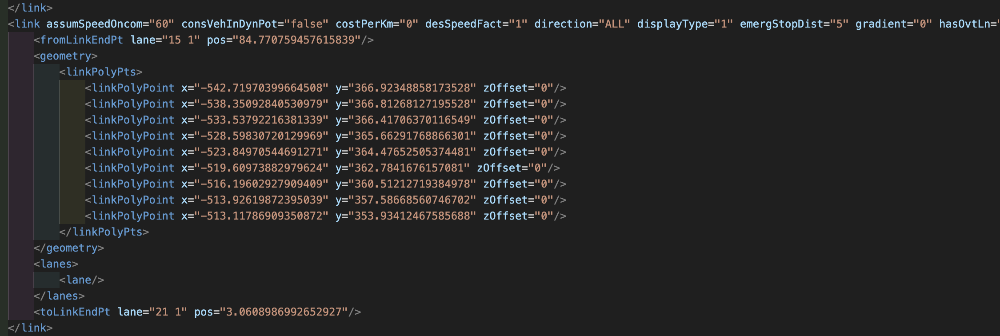 </link>
<link assumSpeedOncom="60" consVehInDynPot="false" costPerKm="0" desSpeedFact="1" direction="ALL" displayType="1" emergStopDist="5" gradient="0" hasOvtLn="
<fromLinkEndPt lane="15 1" pos="84.770759457615839"/>
<geometry>
<linkPolyPts>
<linkPolyPoint x="-542.71970399664508" y="366.92348858173528" zOffset="0"/>
<linkPolyPoint x="-538.35092840530979" y="366.81268127195528" zOffset="0"/>
<linkPolyPoint x="-533.53792216381339" y="366.41706370116549" zOffset="0"/>
<linkPolyPoint x="-528.59830720129969" y="365.66291768866301" zOffset="0"/>
<linkPolyPoint x="-523.84970544691271" y="364.47652505374481" zOffset="0"/>
<linkPolyPoint x="-519.60973882979624" y="362.7841676157081" zOffset="0"/>
<linkPolyPoint x="-516.19602927909409" y="360.51212719384978" zOffset="0"/>
<linkPolyPoint x="-513.92619872395039" y="357.58668560746702" zOffset="0"/>
<linkPolyPoint x="-513.11786909350872" y="353.93412467585688" zOffset="0"/>
</linkPolyPts>
</geometry>
<lanes>
<lane/>
</lanes>
<toLinkEndPt lane="21 1" pos="3.0608986992652927"/>
</link>